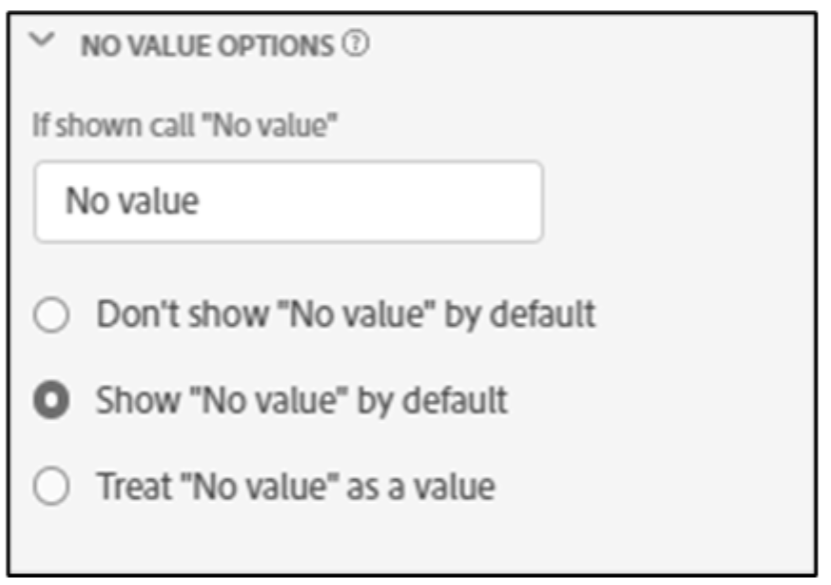 NO VALUE OPTIONS ?
If shown call "No value"
No value
Don't show "No value" by default
Show "No value" by default
Treat "No value" as a value